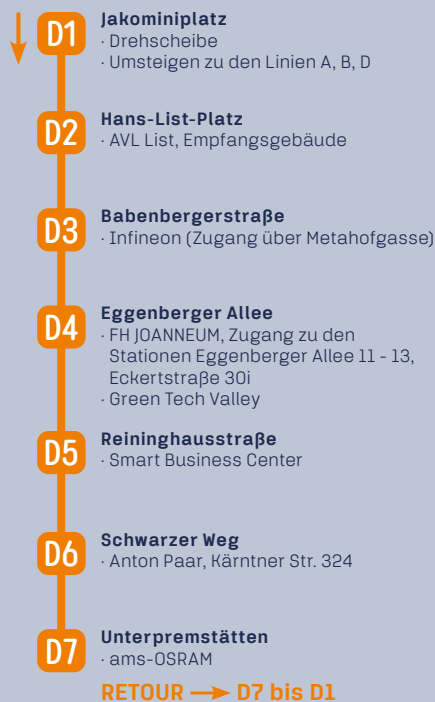 D1 Jakominiplatz
· Drehscheibe
· Umsteigen zu den Linien A, B, D
D2 Hans-List-Platz
· AVL List, Empfangsgebäude
D3 Babenbergerstraße
· Infineon (Zugang über Metahofgasse)
D4 Eggenberger Allee
· FH JOANNEUM, Zugang zu den
Stationen Eggenberger Allee 11 - 13,
Eckertstraße 30i
· Green Tech Valley
D5 Reininghausstraße
· Smart Business Center
D6 Schwarzer Weg
· Anton Paar, Kärntner Str. 324
D7 Unterpremstätten
· ams-OSRAM
RETOUR → D7 bis D1